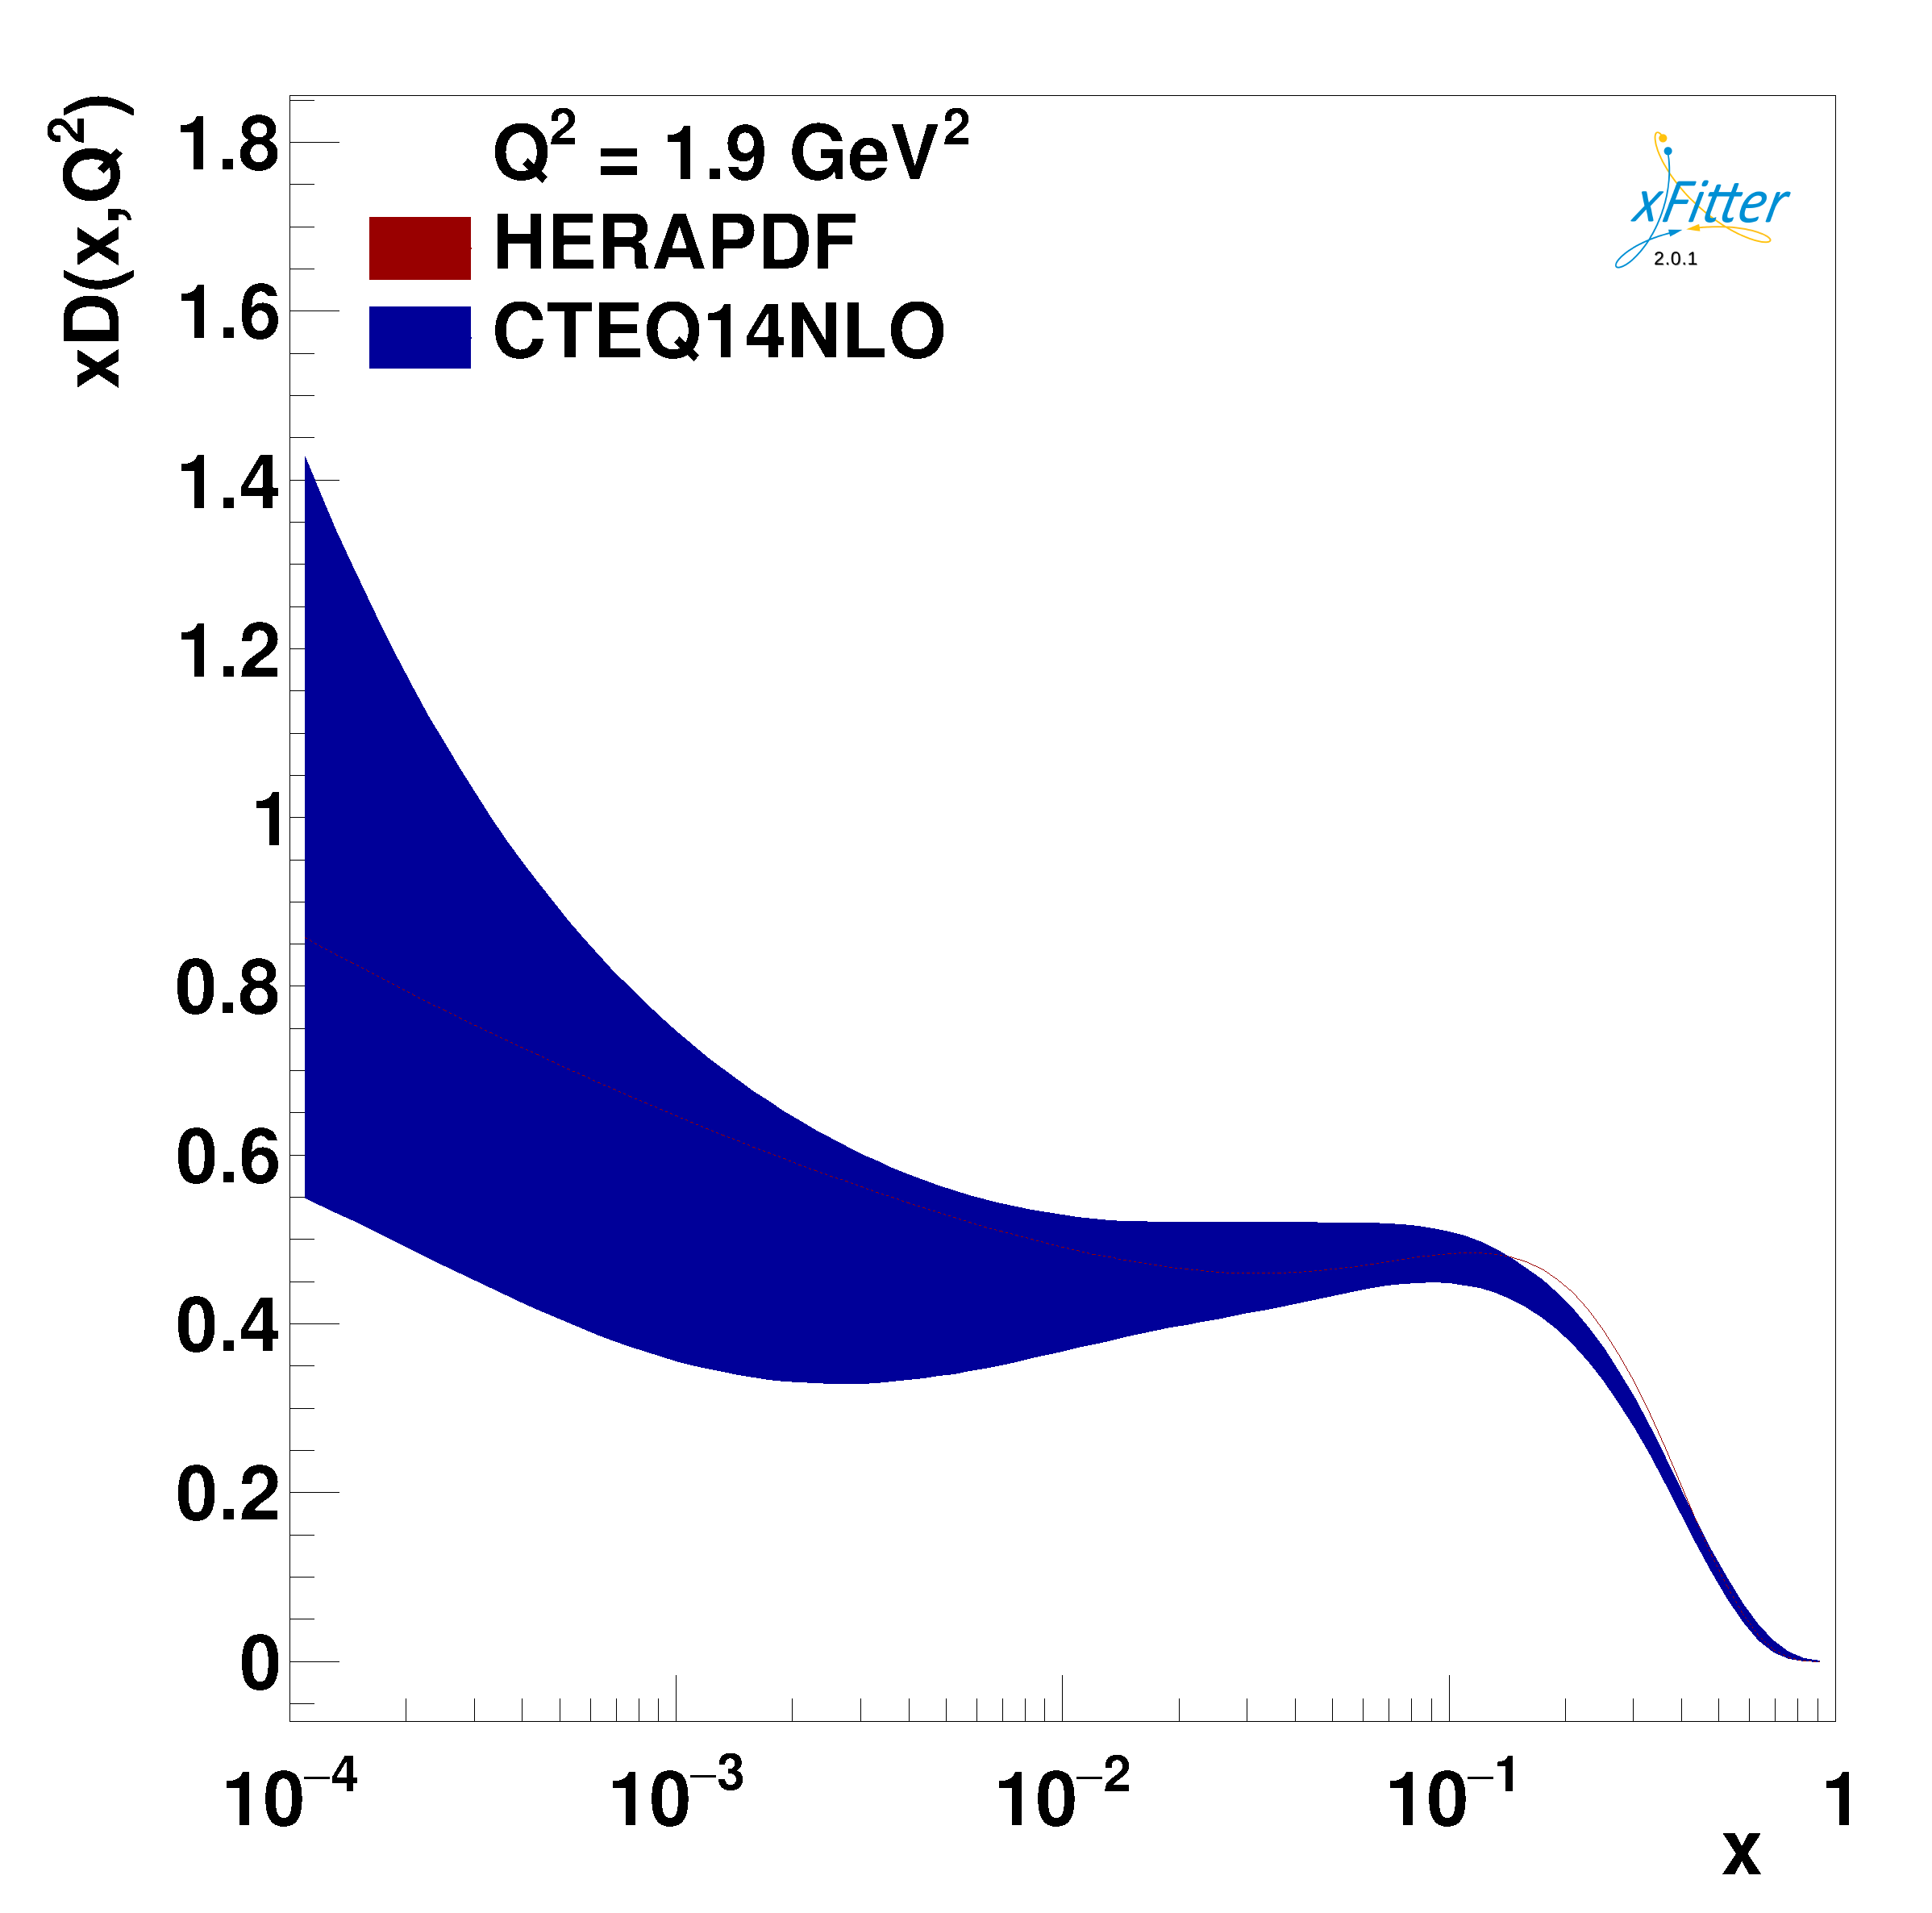 xD(x,Q²)
Q² = 1.9 GeV²
HERAPDF
CTEQ14NLO
xFitter
2.0.1
1.8
1.6
1.4
1.2
1
0.8
0.6
0.4
0.2
0
10⁻⁴ 10⁻³ 10⁻² 10⁻¹ 1
x